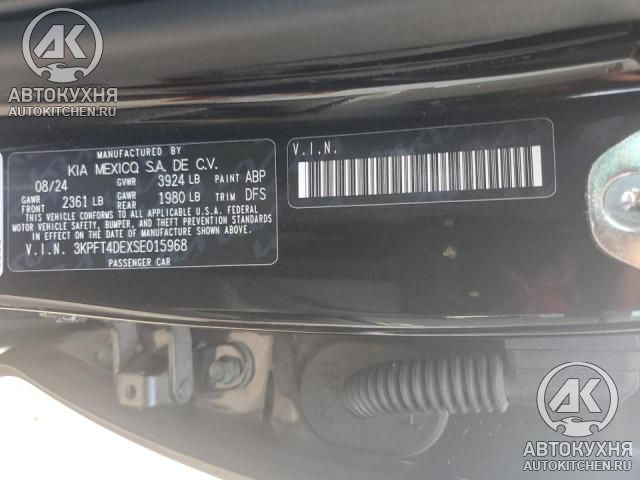 АВТОКУХНЯ
AUTOKITCHEN.RU
MANUFACTURED BY
KIA MEXICO, S.A. DE C.V.
08/24 GVWR 3924 LB PAINT ABP
GAWR FRONT 2361 LB GAWR REAR 1980 LB TRIM DFS
THIS VEHICLE CONFORMS TO ALL APPLICABLE U.S.A. FEDERAL
MOTOR VEHICLE SAFETY, BUMPER, AND THEFT PREVENTION STANDARDS
IN EFFECT ON THE DATE OF MANUFACTURE SHOWN ABOVE.
V.I.N. 3KPFT4DEXSE015968
PASSENGER CAR
V.I.N.
АВТОКУХНЯ
AUTOKITCHEN.RU